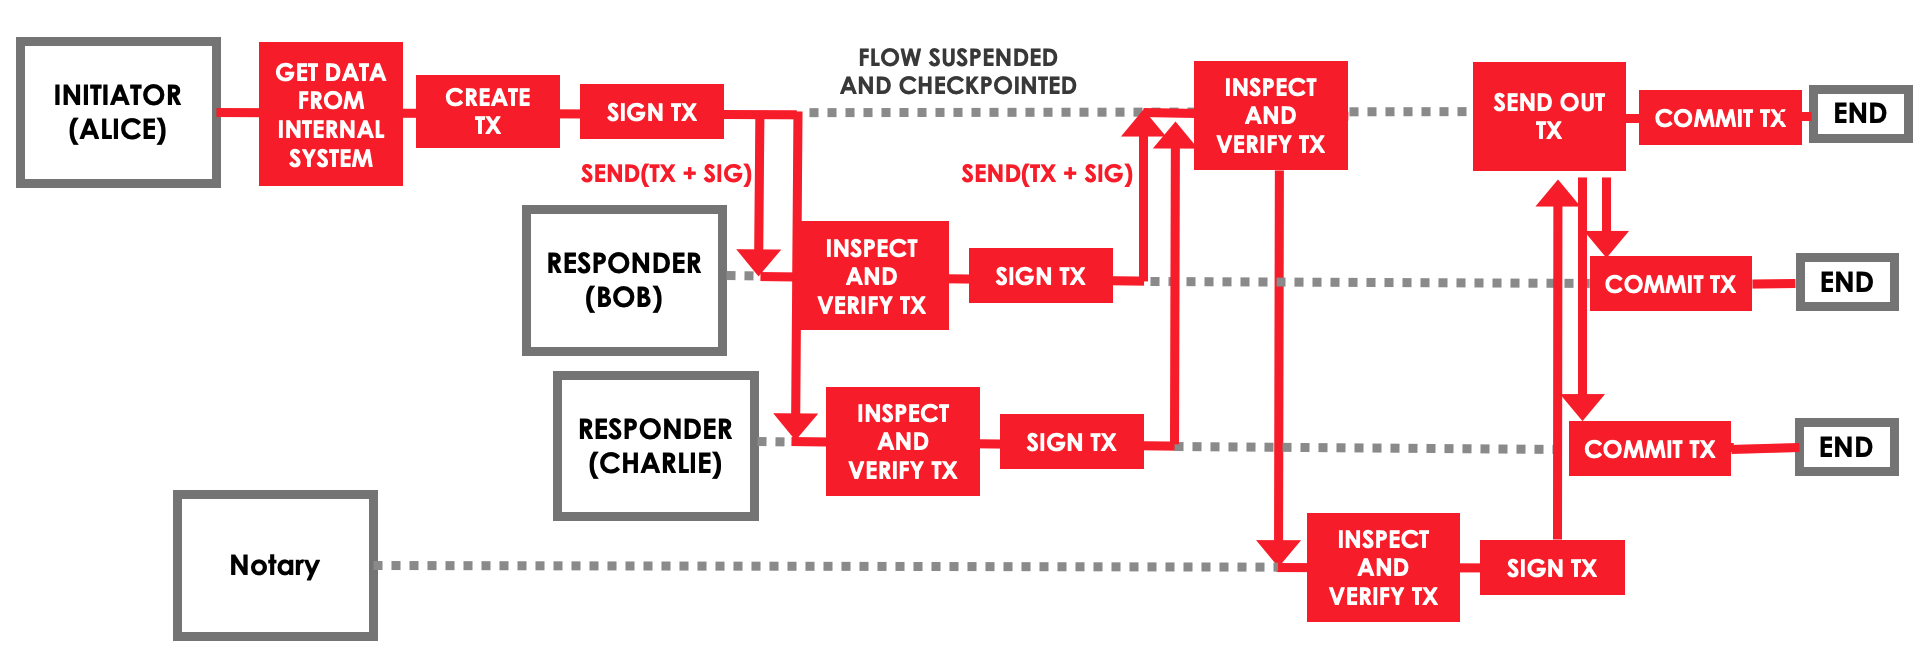 INITIATOR
(ALICE)
GET DATA
FROM
INTERNAL
SYSTEM
CREATE
TX
SIGN TX
FLOW SUSPENDED
AND CHECKPOINTED
INSPECT
AND
VERIFY TX
SEND OUT
TX
COMMIT TX
END
SEND(TX + SIG)
SEND(TX + SIG)
RESPONDER
(BOB)
INSPECT
AND
VERIFY TX
SIGN TX
COMMIT TX
END
RESPONDER
(CHARLIE)
INSPECT
AND
VERIFY TX
SIGN TX
COMMIT TX
END
Notary
INSPECT
AND
VERIFY TX
SIGN TX